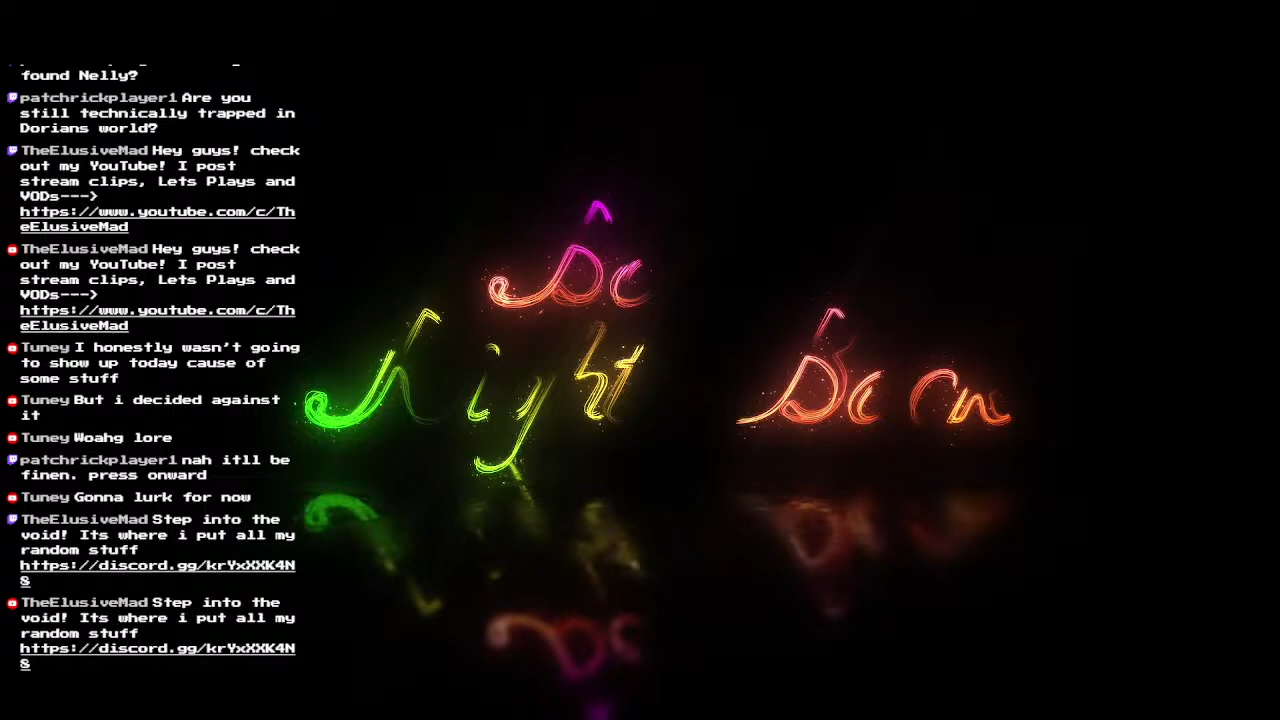 found Nelly?
patchrickplayer1 Are you
still technically trapped in
Dorians world?
TheElusiveMad Hey guys! check
out my YouTube! I post
stream clips, Lets Plays and
VODs--->
https://www.youtube.com/c/Th
eElusiveMad
TheElusiveMad Hey guys! check
out my YouTube! I post
stream clips, Lets Plays and
VODs--->
https://www.youtube.com/c/Th
eElusiveMad
Tuney I honestly wasn't going
to show up today cause of
some stuff
Tuney But i decided against
it
Tuney Woahg lore
patchrickplayer1 nah itll be
finen. press onward
Tuney Gonna lurk for now
TheElusiveMad Step into the
void! Its where i put all my
random stuff
https://discord.gg/krYxXXK4N
8
TheElusiveMad Step into the
void! Its where i put all my
random stuff
https://discord.gg/krYxXXK4N
8